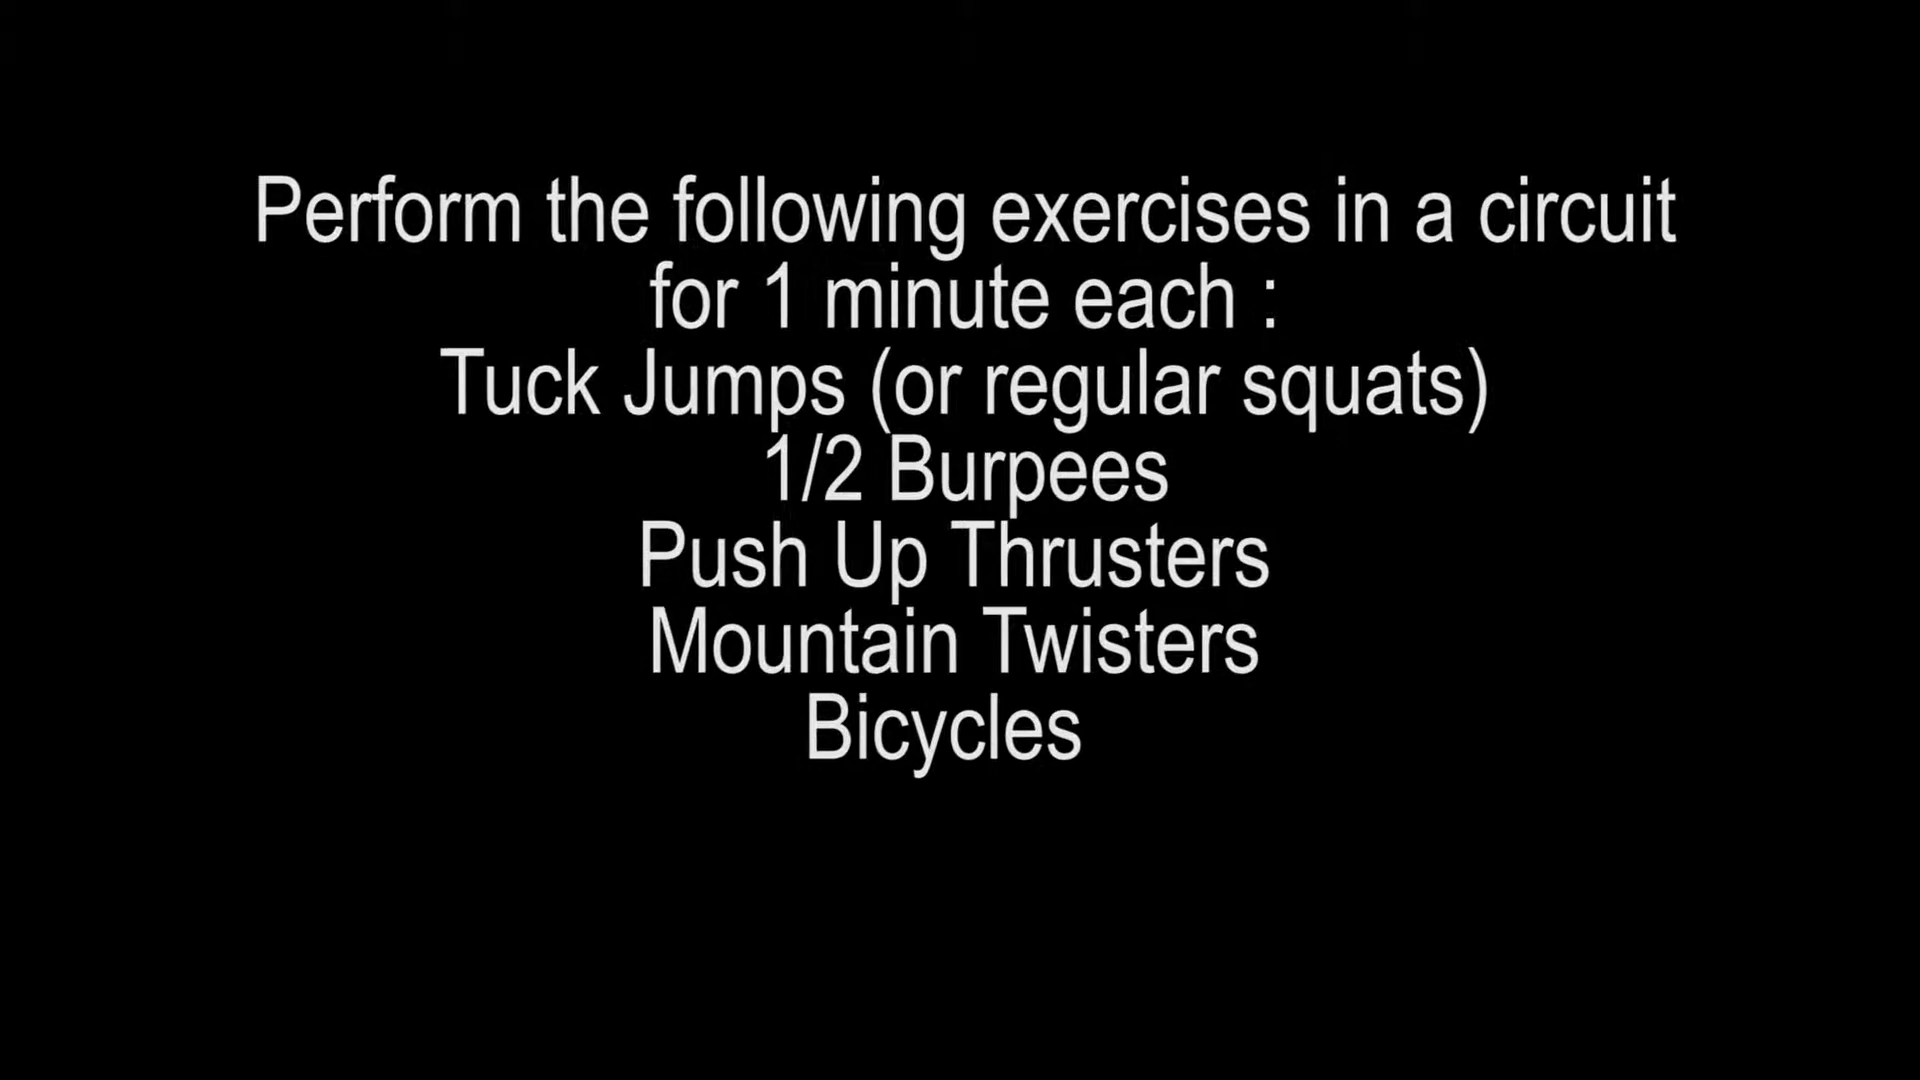 Perform the following exercises in a circuit
for 1 minute each :
Tuck Jumps (or regular squats)
1/2 Burpees
Push Up Thrusters
Mountain Twisters
Bicycles